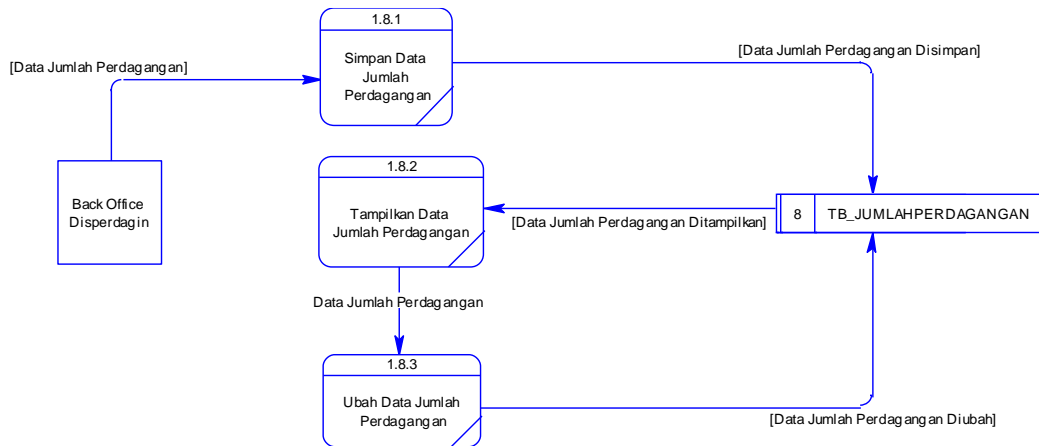 1.8.1
Simpan Data
Jumlah
Perdagangan
[Data Jumlah Perdagangan Disimpan]
[Data Jumlah Perdagangan]
1.8.2
Tampilkan Data
Jumlah Perdagangan
Back Office
Disperdagin
8 TB_JUMLAHPERDAGANGAN
[Data Jumlah Perdagangan Ditampilkan]
Data Jumlah Perdagangan
1.8.3
Ubah Data Jumlah
Perdagangan
[Data Jumlah Perdagangan Diubah]